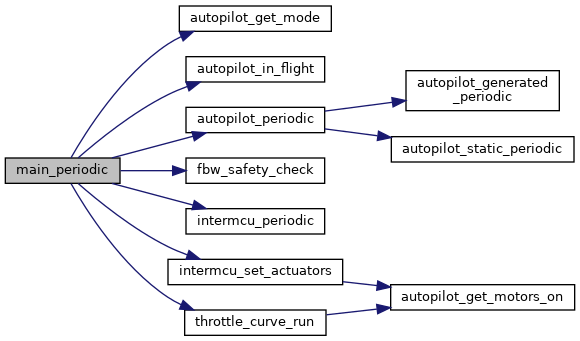 autopilot_get_mode
autopilot_in_flight
autopilot_generated
_periodic
autopilot_periodic
autopilot_static_periodic
main_periodic
fbw_safety_check
intermcu_periodic
intermcu_set_actuators
autopilot_get_motors_on
throttle_curve_run